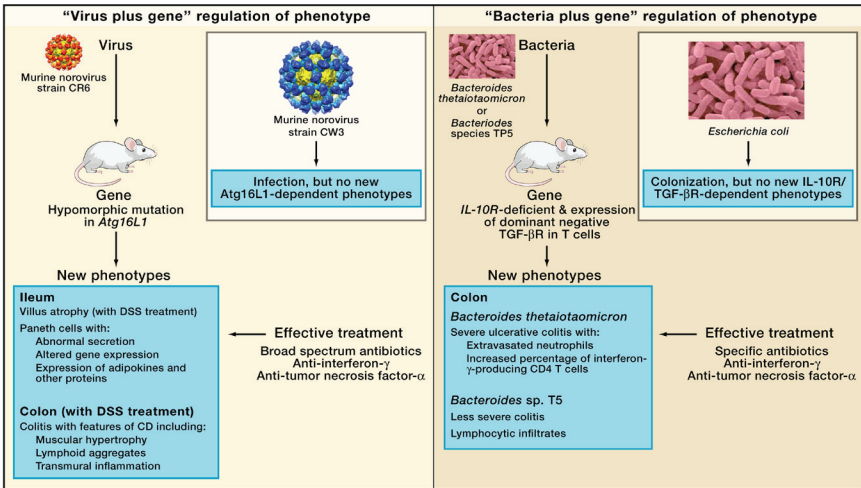 “Virus plus gene” regulation of phenotype
Virus
Murine norovirus
strain CR6
Murine norovirus
strain CW3
Infection, but no new
Atg16L1-dependent phenotypes
Gene
Hypomorphic mutation
in Atg16L1
New phenotypes
Ileum
Villus atrophy (with DSS treatment)
Paneth cells with:
Abnormal secretion
Altered gene expression
Expression of adipokines and
other proteins
Colon (with DSS treatment)
Colitis with features of CD including:
Muscular hypertrophy
Lymphoid aggregates
Transmural inflammation
Effective treatment
Broad spectrum antibiotics
Anti-interferon-γ
Anti-tumor necrosis factor-α
“Bacteria plus gene” regulation of phenotype
Bacteria
Bacteroides
thetaiotaomicron
or
Bacteriodes
species TP5
Escherichia coli
Colonization, but no new IL-10R/
TGF-βR-dependent phenotypes
Gene
IL-10R-deficient & expression
of dominant negative
TGF-βR in T cells
New phenotypes
Colon
Bacteroides thetaiotaomicron
Severe ulcerative colitis with:
Extravasated neutrophils
Increased percentage of interferon-
γ-producing CD4 T cells
Bacteroides sp. T5
Less severe colitis
Lymphocytic infiltrates
Effective treatment
Specific antibiotics
Anti-interferon-γ
Anti-tumor necrosis factor-α